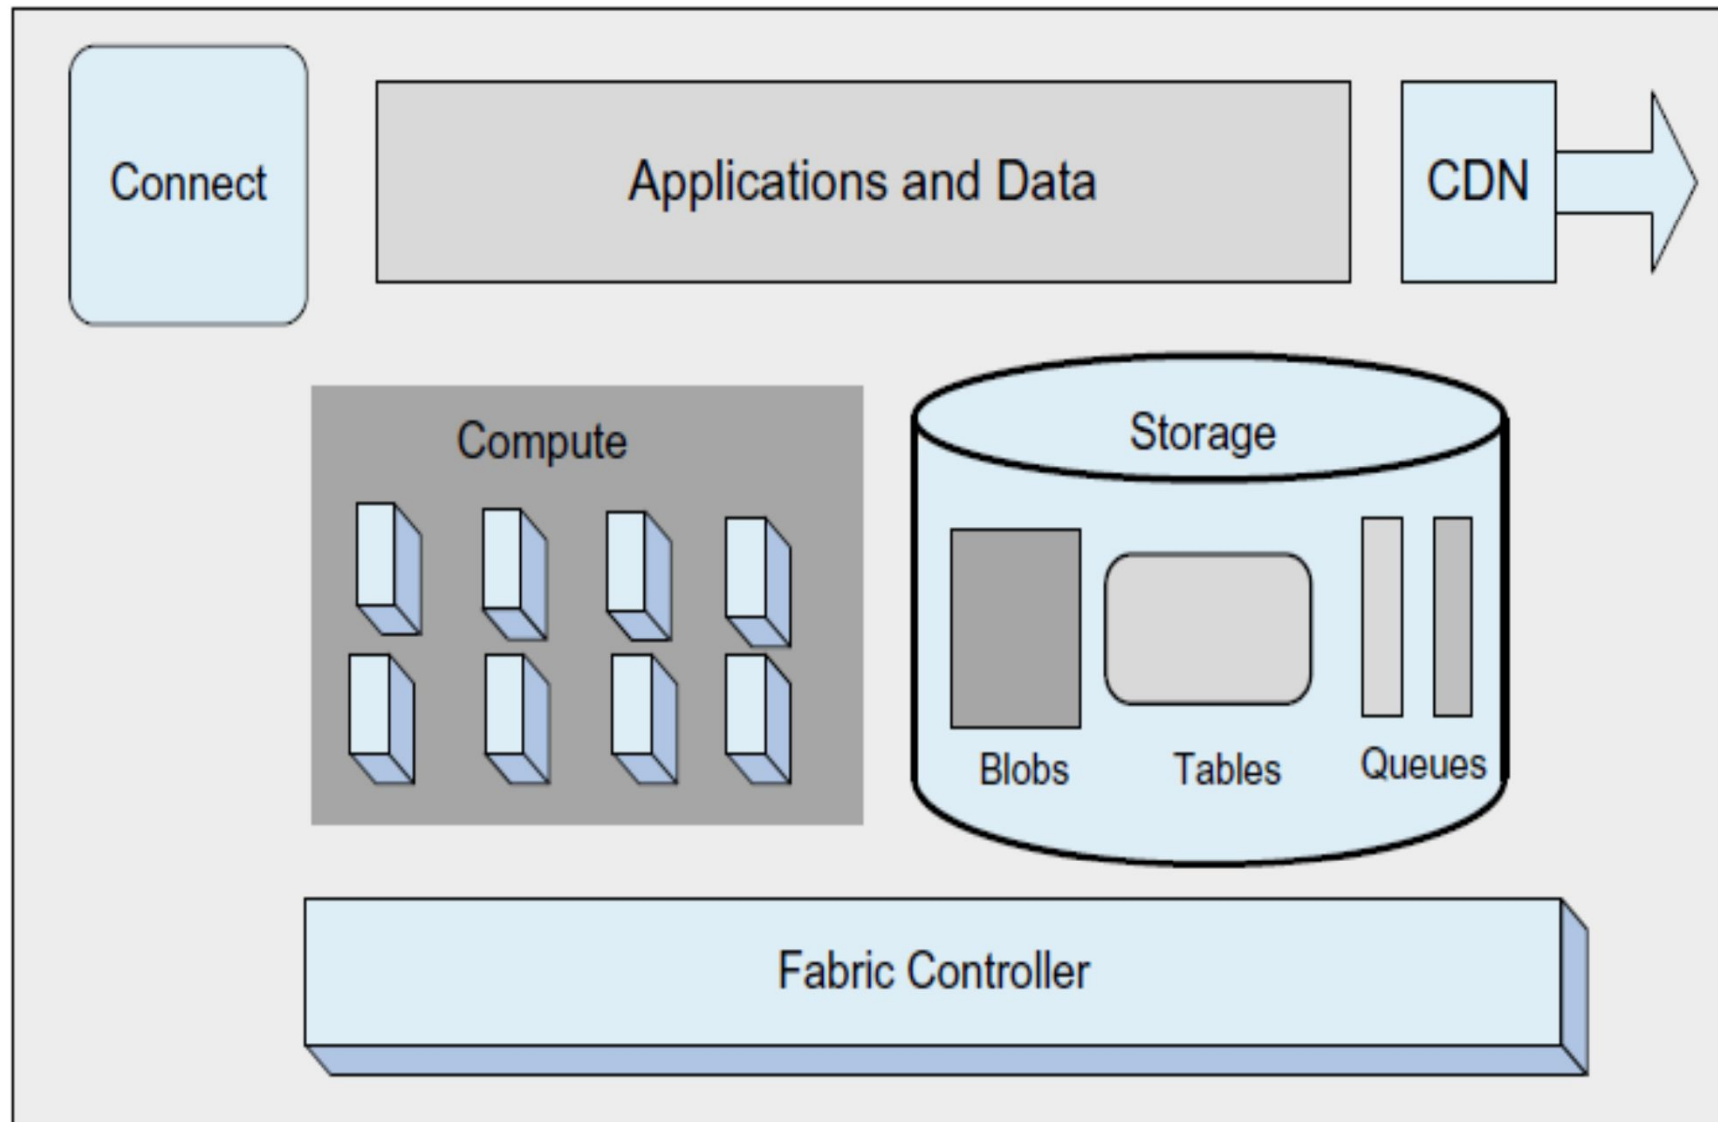 Connect
Applications and Data
CDN
Compute
Storage
Blobs
Tables
Queues
Fabric Controller